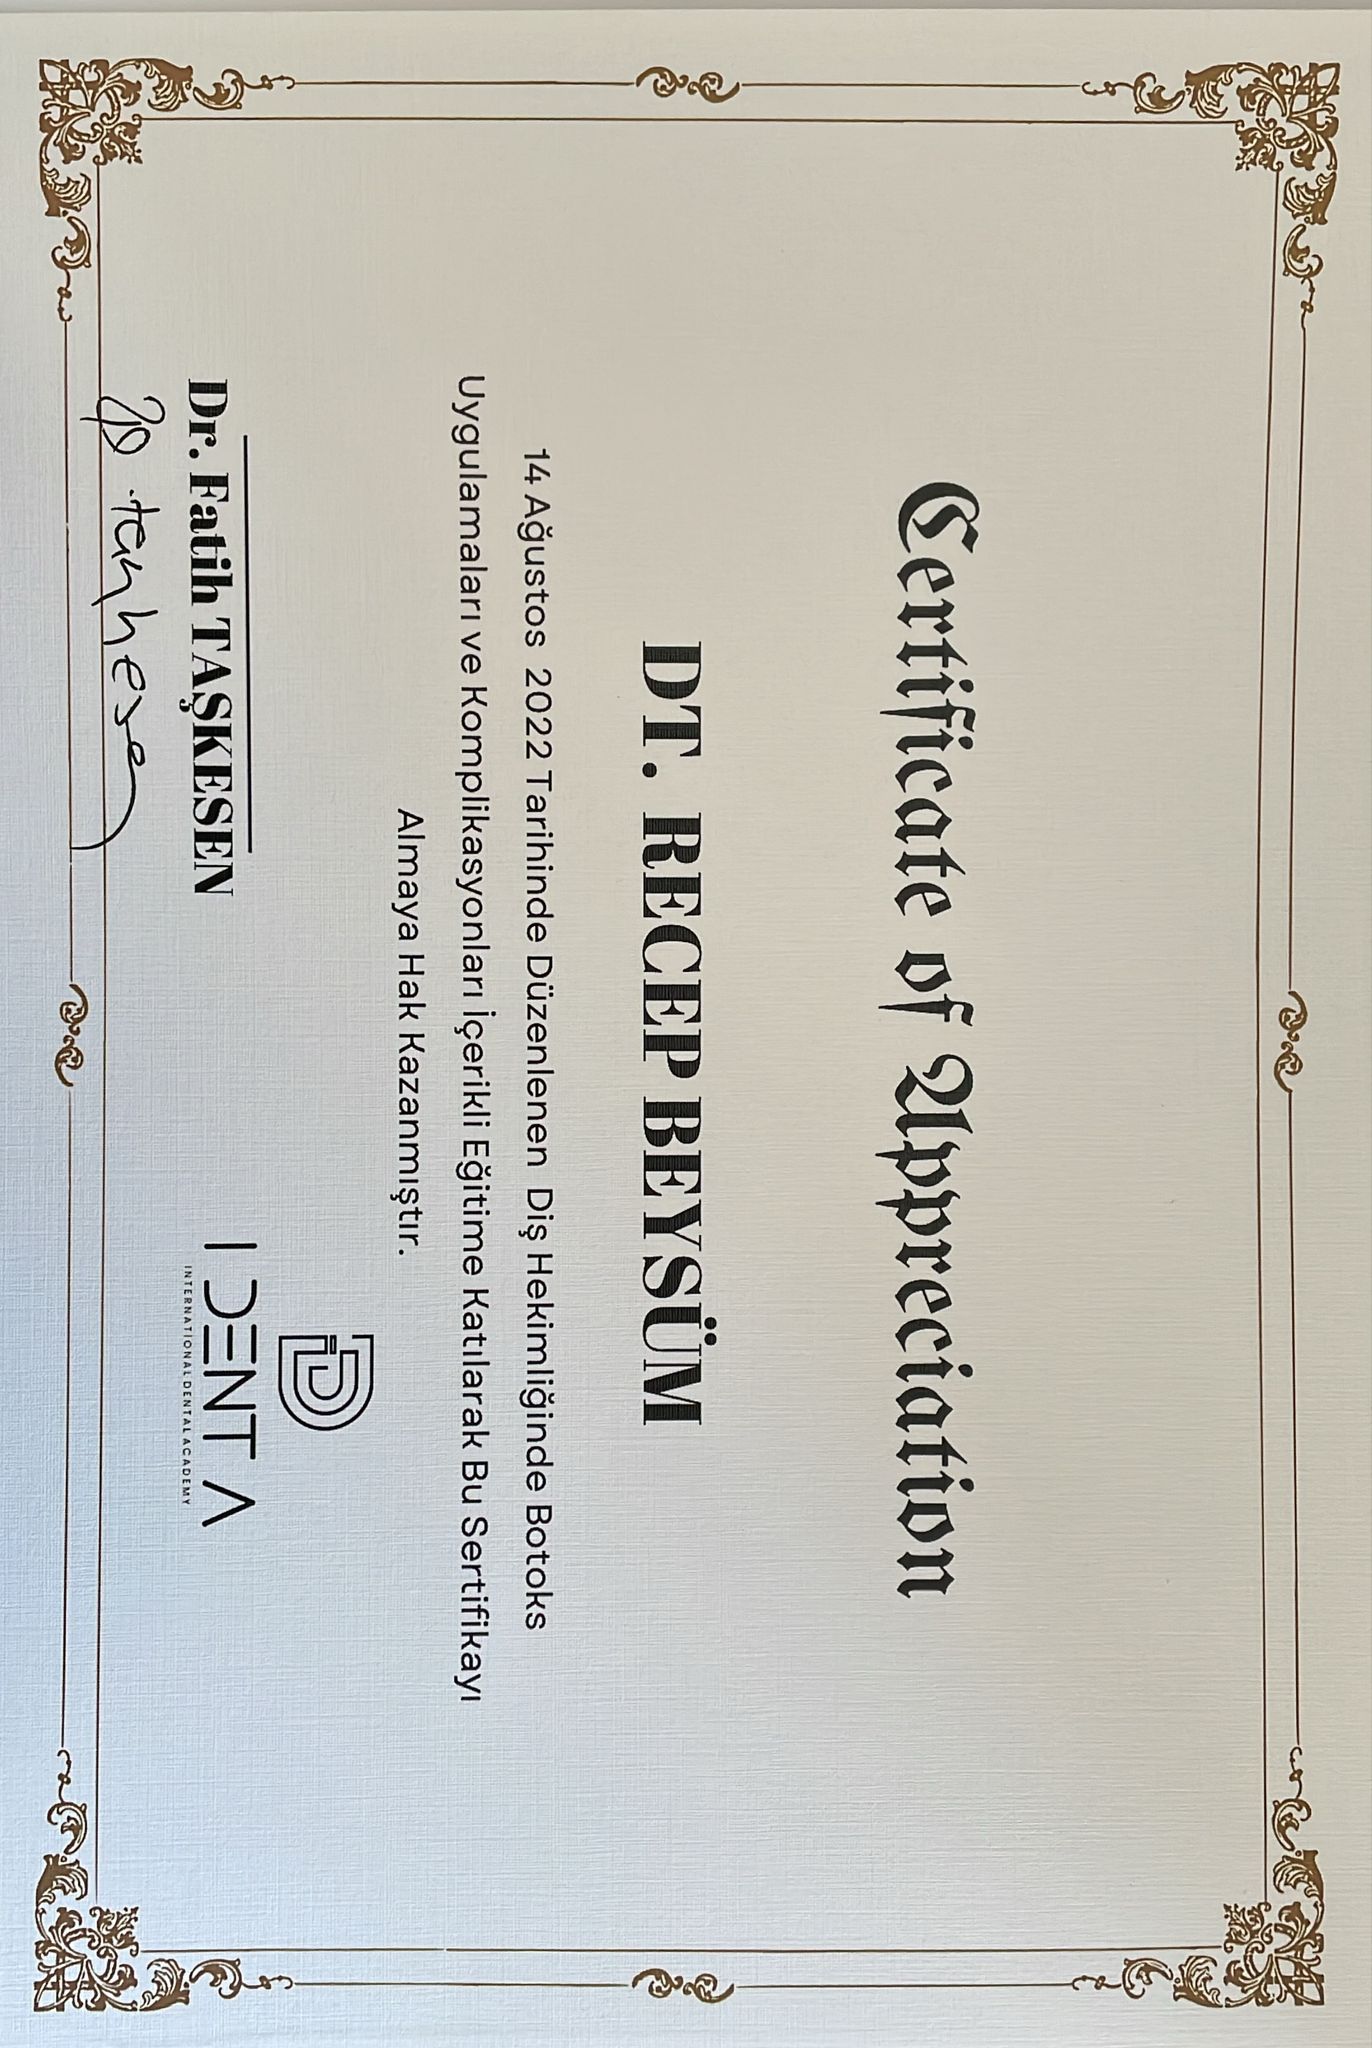 Certificate of Appreciation
DT. RECEP BEYSÜM
14 Ağustos 2022 Tarihinde Düzenlenen Diş Hekimliğinde Botoks
Uygulamaları ve Komplikasyonları İçerikli Eğitime Katılarak Bu Sertifikayı
Almaya Hak Kazanmıştır.
Dr. Fatih TAŞKESEN
IDENTA
INTERNATIONAL DENTAL ACADEMY